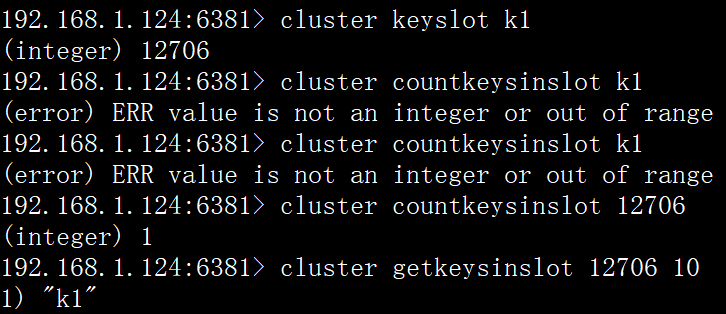 192.168.1.124:6381> cluster keyslot k1
(integer) 12706
192.168.1.124:6381> cluster countkeysinslot k1
(error) ERR value is not an integer or out of range
192.168.1.124:6381> cluster countkeysinslot k1
(error) ERR value is not an integer or out of range
192.168.1.124:6381> cluster countkeysinslot 12706
(integer) 1
192.168.1.124:6381> cluster getkeysinslot 12706 10
1) "k1"